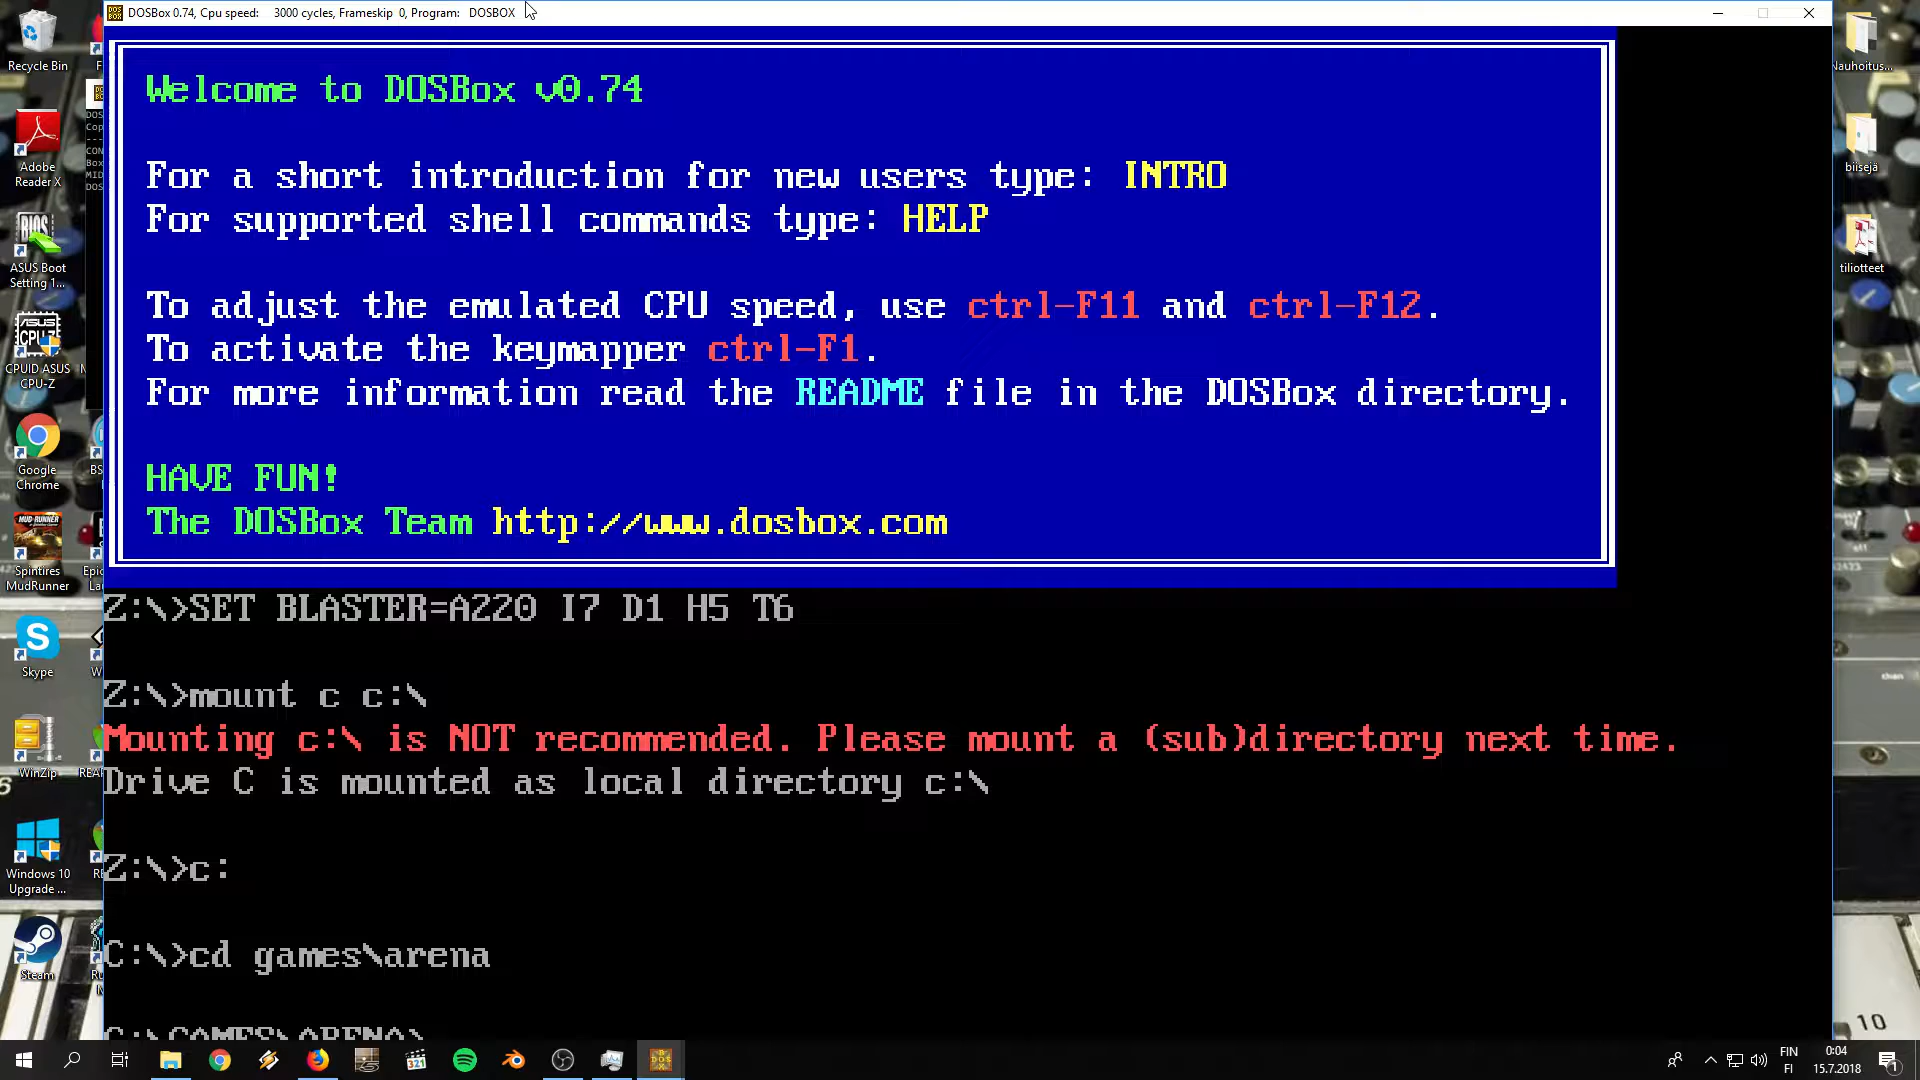 DOSBox 0.74, Cpu speed: 3000 cycles, Frameskip 0, Program: DOSBOX
Welcome to DOSBox v0.74
For a short introduction for new users type: INTRO
For supported shell commands type: HELP
To adjust the emulated CPU speed, use ctrl-F11 and ctrl-F12.
To activate the keymapper ctrl-F1.
For more information read the README file in the DOSBox directory.
HAVE FUN!
The DOSBox Team http://www.dosbox.com
Z:\>SET BLASTER=A220 I7 D1 H5 T6
Z:\>mount c c:\
Mounting c:\ is NOT recommended. Please mount a (sub)directory next time.
Drive C is mounted as local directory c:\
Z:\>c:
C:\>cd games\arena
C:\GAMES\ARENA>
Recycle Bin
Adobe
Reader X
ASUS Boot
Setting 1...
CPUID ASUS
CPU-Z
Google
Chrome
Spintires
MudRunner
Skype
WinZip
Windows 10
Upgrade ...
Steam
Nauhoitus...
biisejä
tiliotteet
FIN
FI
0:04
15.7.2018